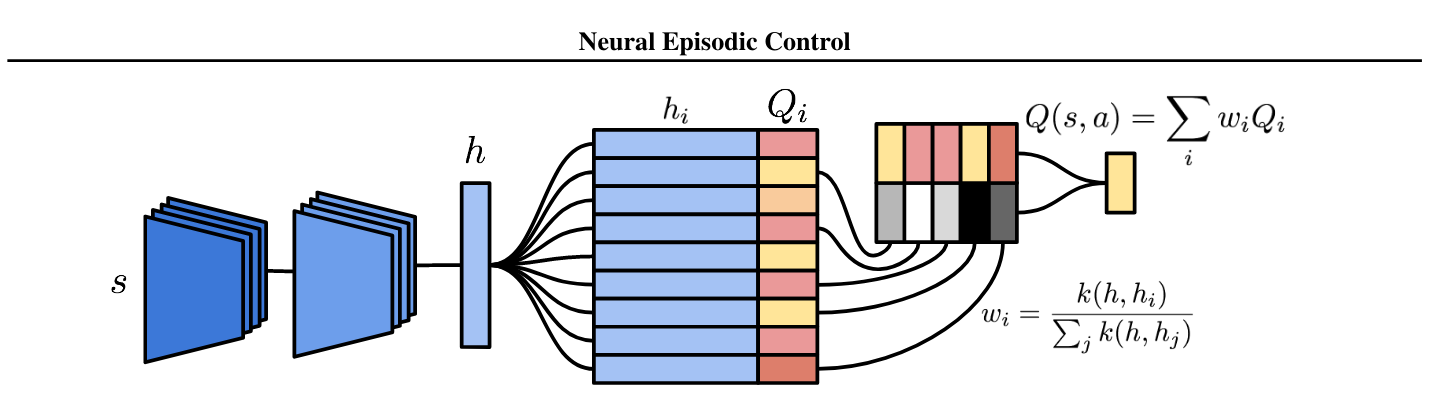 Neural Episodic Control
s
h
h_i
Q_i
Q(s, a) = \sum_i w_i Q_i
w_i = \frac{k(h, h_i)}{\sum_j k(h, h_j)}